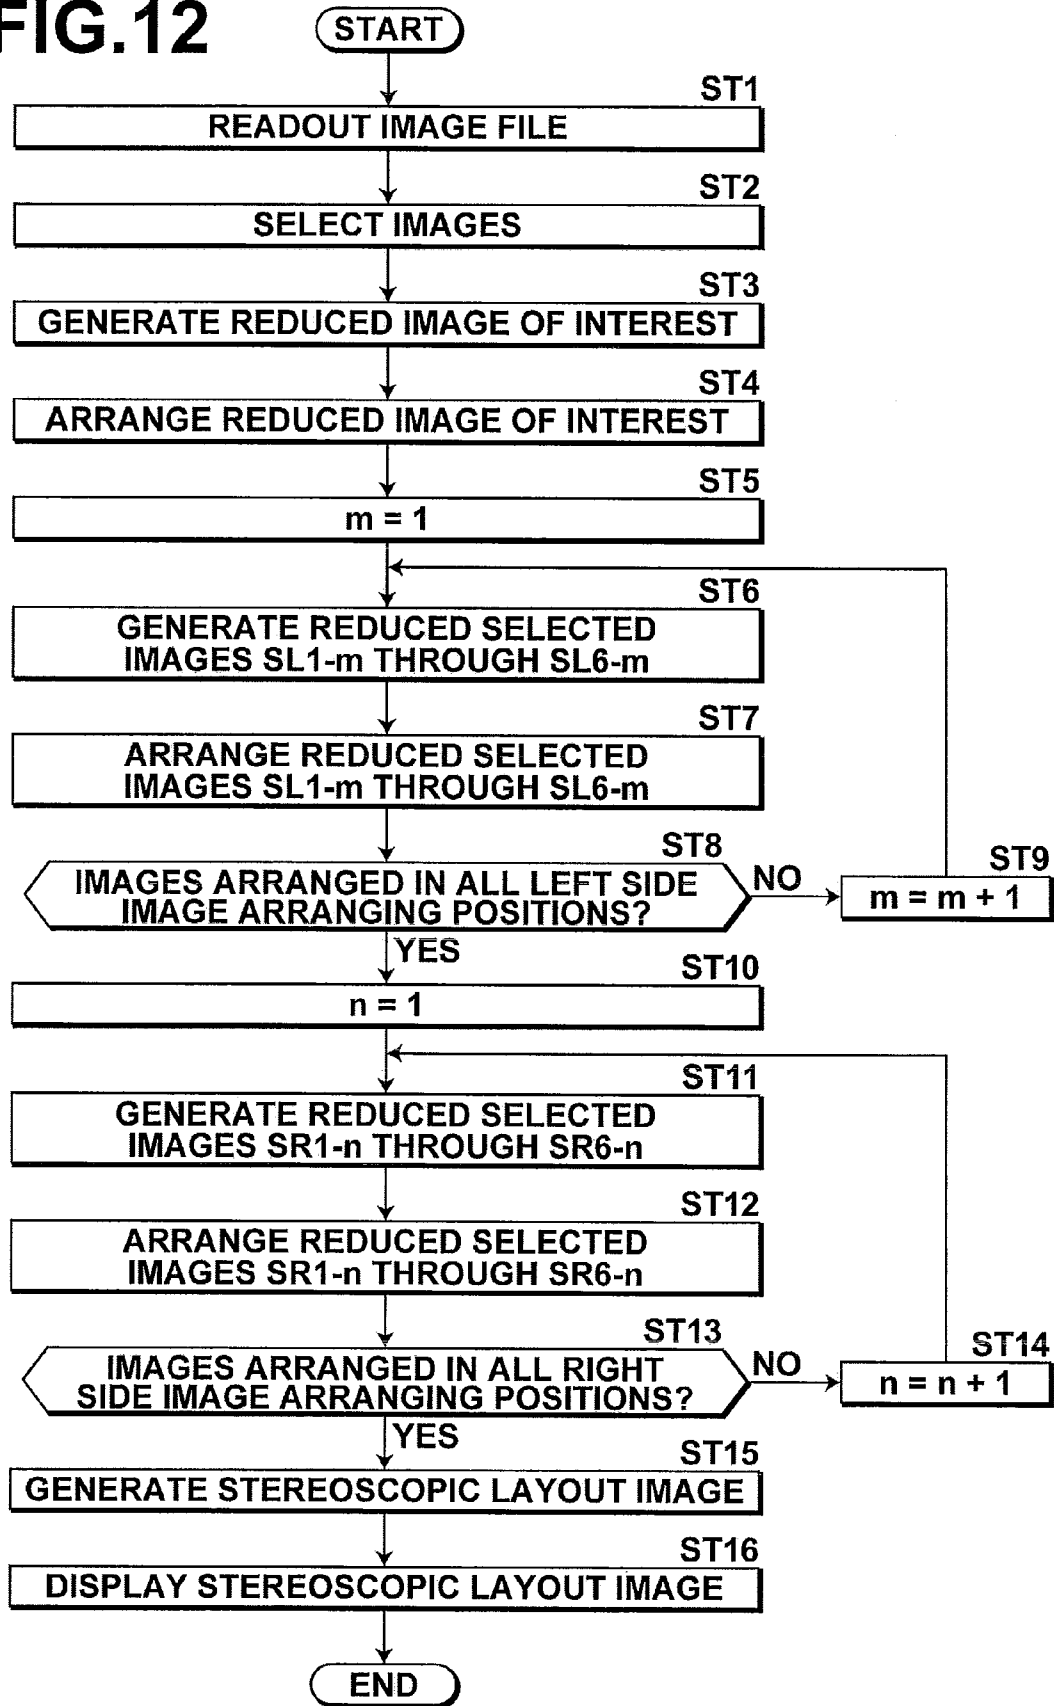 FIG.12
START
ST1
READOUT IMAGE FILE
ST2
SELECT IMAGES
ST3
GENERATE REDUCED IMAGE OF INTEREST
ST4
ARRANGE REDUCED IMAGE OF INTEREST
ST5
m = 1
ST6
GENERATE REDUCED SELECTED
IMAGES SL1-m THROUGH SL6-m
ST7
ARRANGE REDUCED SELECTED
IMAGES SL1-m THROUGH SL6-m
ST8
IMAGES ARRANGED IN ALL LEFT SIDE
IMAGE ARRANGING POSITIONS?
NO
ST9
m = m + 1
YES
ST10
n = 1
ST11
GENERATE REDUCED SELECTED
IMAGES SR1-n THROUGH SR6-n
ST12
ARRANGE REDUCED SELECTED
IMAGES SR1-n THROUGH SR6-n
ST13
IMAGES ARRANGED IN ALL RIGHT
SIDE IMAGE ARRANGING POSITIONS?
NO
ST14
n = n + 1
YES
ST15
GENERATE STEREOSCOPIC LAYOUT IMAGE
ST16
DISPLAY STEREOSCOPIC LAYOUT IMAGE
END